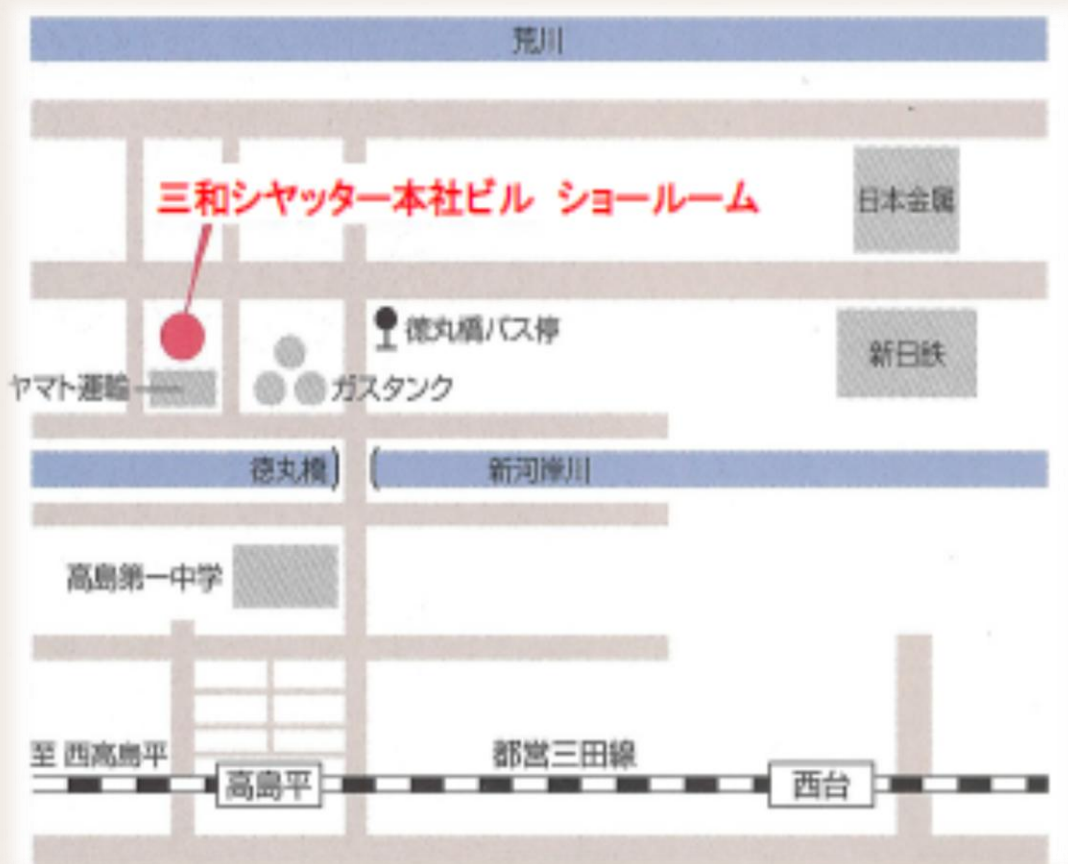 荒川
三和シヤッター本社ビル ショールーム
日本金属
徳丸橋バス停
新日鉄
ヤマト運輸
ガスタンク
徳丸橋
新河岸川
高島第一中学
至 西高島平
都営三田線
高島平
西台